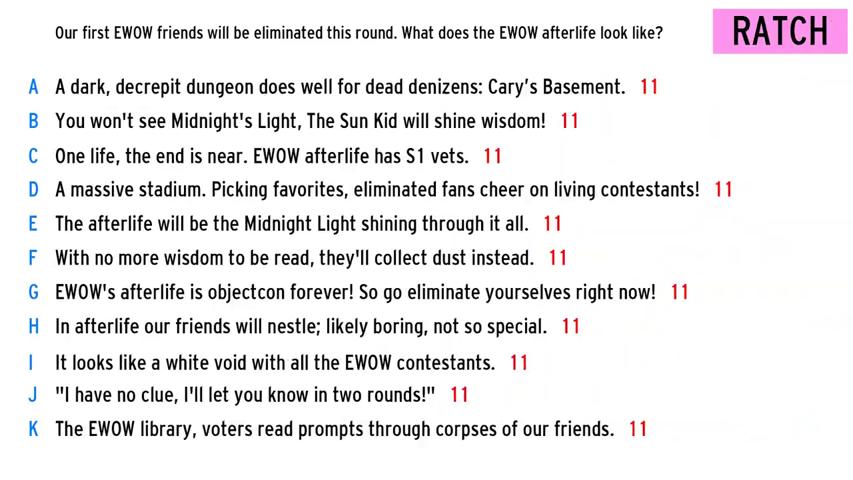 Our first EWOW friends will be eliminated this round. What does the EWOW afterlife look like?
RATCH
A A dark, decrepit dungeon does well for dead denizens: Cary's Basement. 11
B You won't see Midnight's Light, The Sun Kid will shine wisdom! 11
C One life, the end is near. EWOW afterlife has S1 vets. 11
D A massive stadium. Picking favorites, eliminated fans cheer on living contestants! 11
E The afterlife will be the Midnight Light shining through it all. 11
F With no more wisdom to be read, they'll collect dust instead. 11
G EWOW's afterlife is objectcon forever! So go eliminate yourselves right now! 11
H In afterlife our friends will nestle; likely boring, not so special. 11
I It looks like a white void with all the EWOW contestants. 11
J "I have no clue, I'll let you know in two rounds!" 11
K The EWOW library, voters read prompts through corpses of our friends. 11